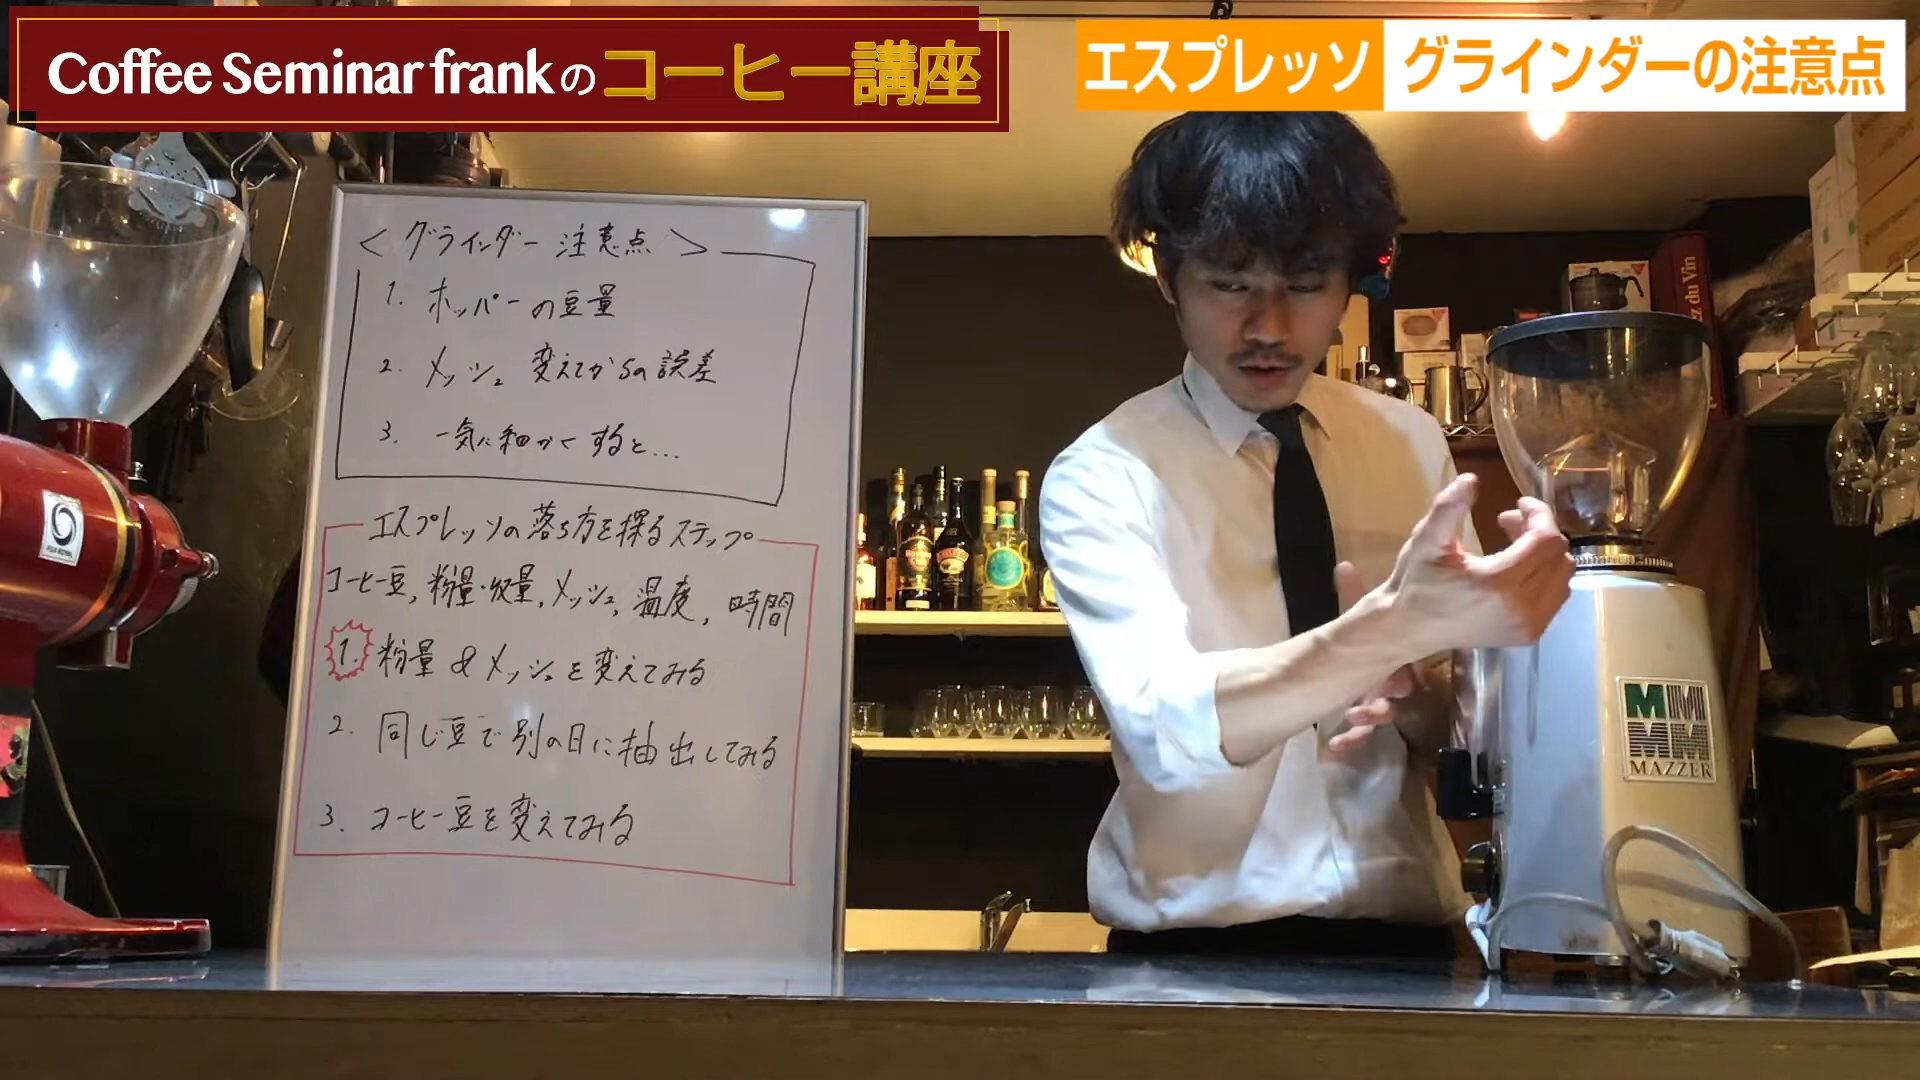 Coffee Seminar frankのコーヒー講座
エスプレッソ グラインダーの注意点
<グラインダー 注意点>
1. ホッパーの豆量
2. メッシュ 変えてからの誤差
3. 一気に細かくすると...
エスプレッソの落ち方を探るステップ
コーヒー豆, 粉量・収量, メッシュ, 温度, 時間
1. 粉量 & メッシュを変えてみる
2. 同じ豆で別の日に抽出してみる
3. コーヒー豆を変えてみる
FUJI ROYAL
z du Vin
MAZZER